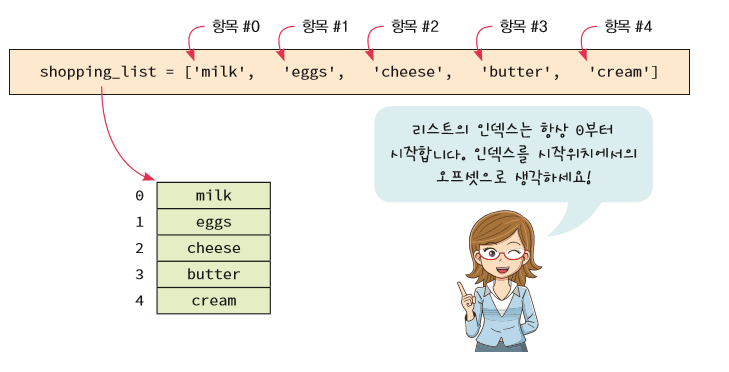 항목 #0 항목 #1 항목 #2 항목 #3 항목 #4
shopping_list = ['milk', 'eggs', 'cheese', 'butter', 'cream']
리스트의 인덱스는 항상 0부터
시작합니다. 인덱스를 시작위치에서의
오프셋으로 생각하세요!
0 milk
1 eggs
2 cheese
3 butter
4 cream